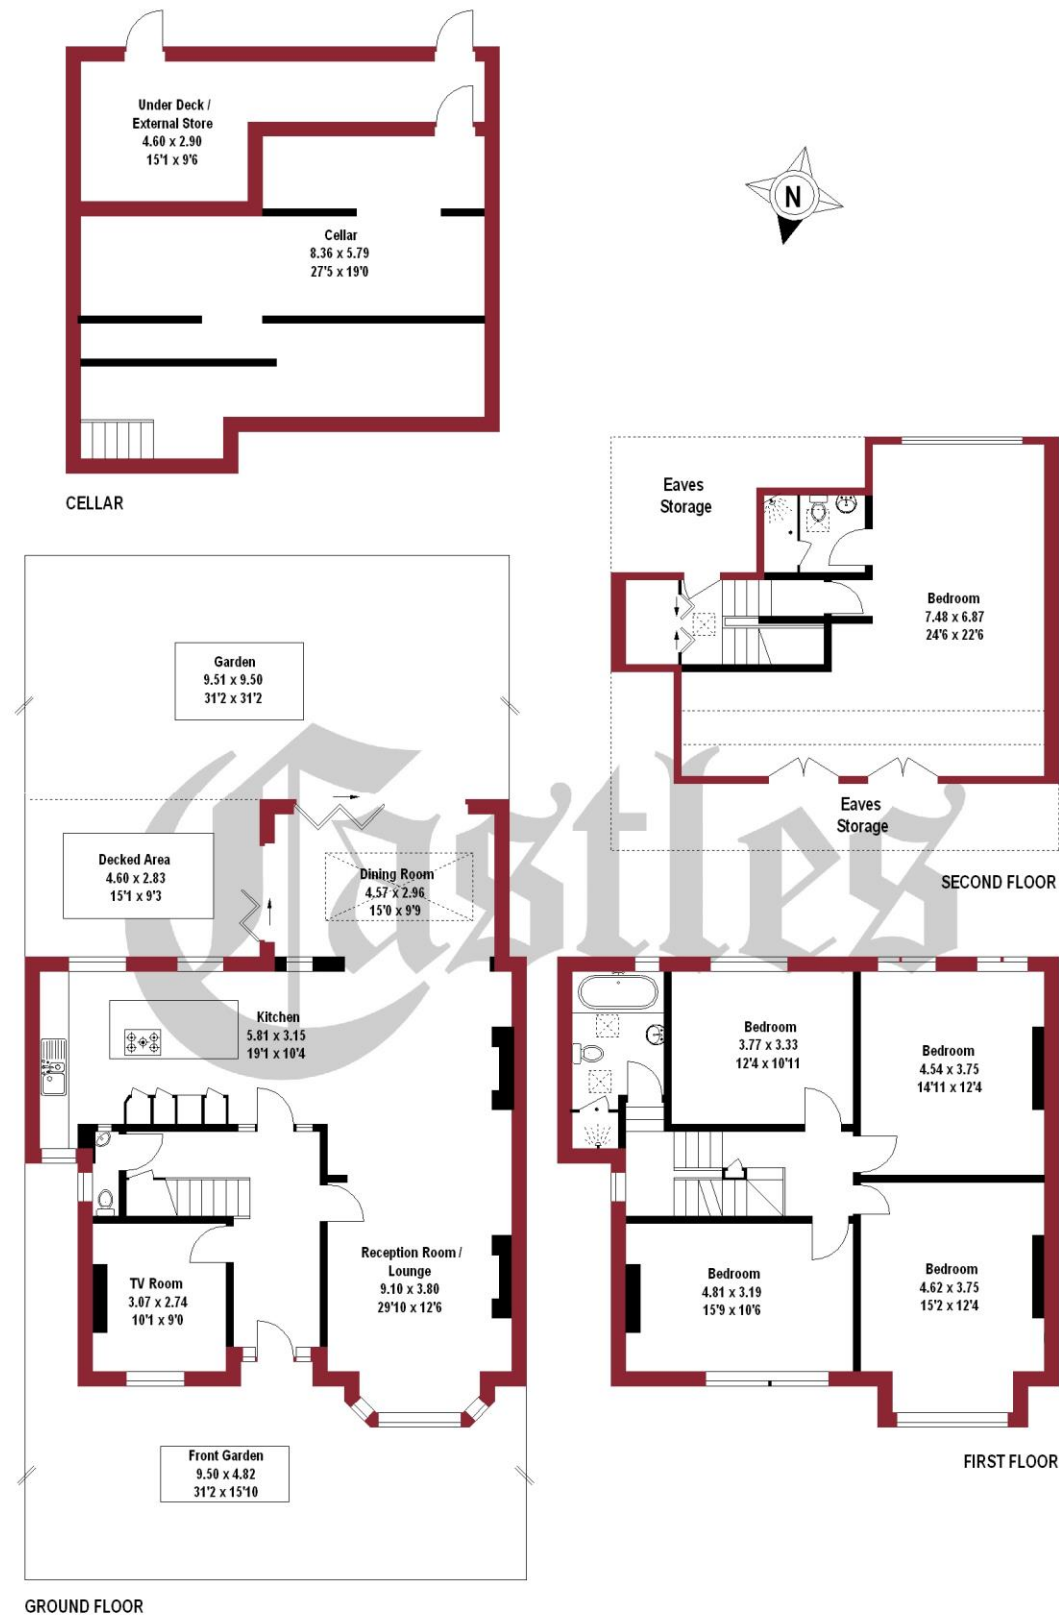 Under Deck /
External Store
4.60 x 2.90
15'1 x 9'6
N
Cellar
8.36 x 5.79
27'5 x 19'0
CELLAR
Eaves
Storage
Bedroom
7.48 x 6.87
24'6 x 22'6
Eaves
Storage
SECOND FLOOR
Garden
9.51 x 9.50
31'2 x 31'2
Castles
Decked Area
4.60 x 2.83
15'1 x 9'3
Dining Room
4.57 x 2.96
15'0 x 9'9
Kitchen
5.81 x 3.15
19'1 x 10'4
Reception Room /
Lounge
9.10 x 3.80
29'10 x 12'6
TV Room
3.07 x 2.74
10'1 x 9'0
Front Garden
9.50 x 4.82
31'2 x 15'10
GROUND FLOOR
Bedroom
3.77 x 3.33
12'4 x 10'11
Bedroom
4.54 x 3.75
14'11 x 12'4
Bedroom
4.81 x 3.19
15'9 x 10'6
Bedroom
4.62 x 3.75
15'2 x 12'4
FIRST FLOOR